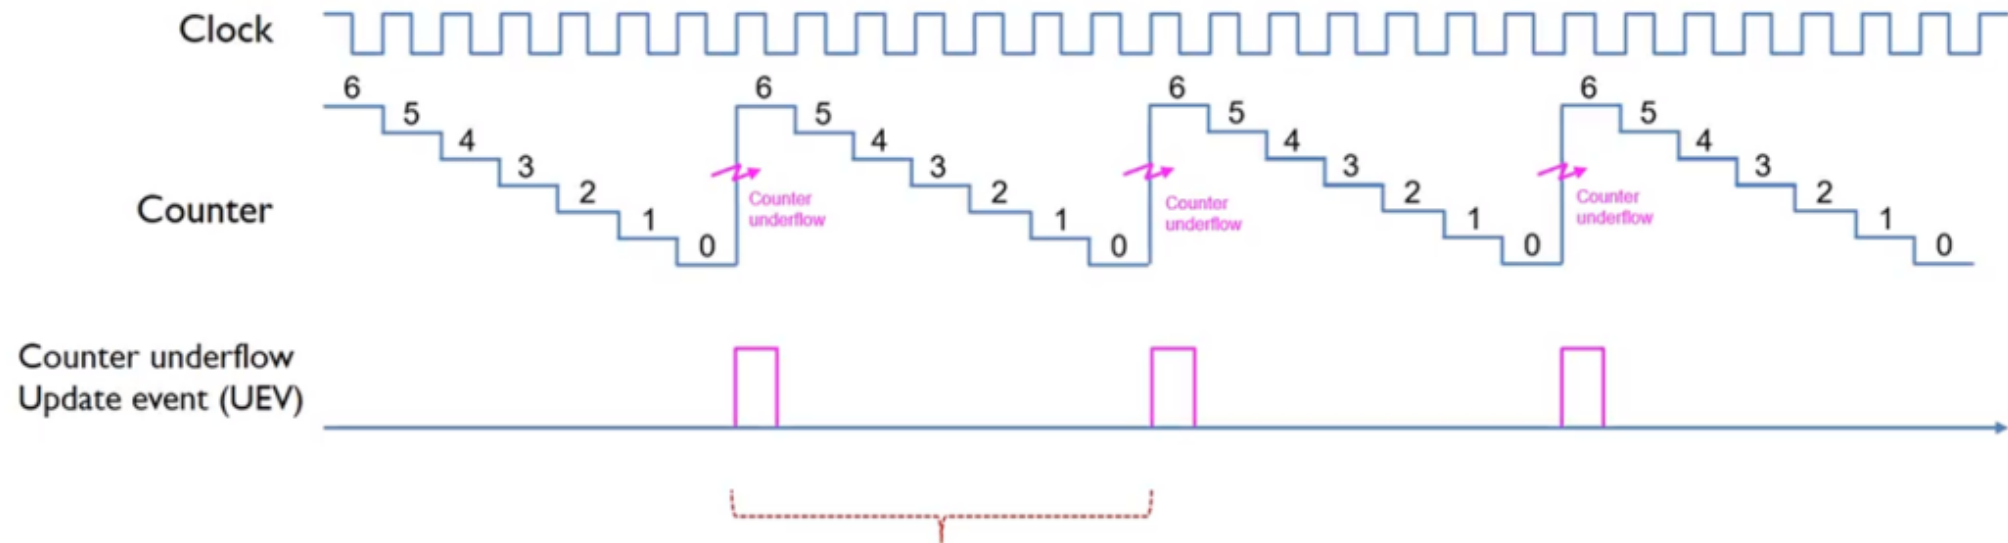 Clock
6 5 4 3 2 1 0 6 5 4 3 2 1 0 6 5 4 3 2 1 0 6 5 4 3 2 1 0
Counter
Counter
underflow
Counter
underflow
Counter
underflow
Counter underflow
Update event (UEV)